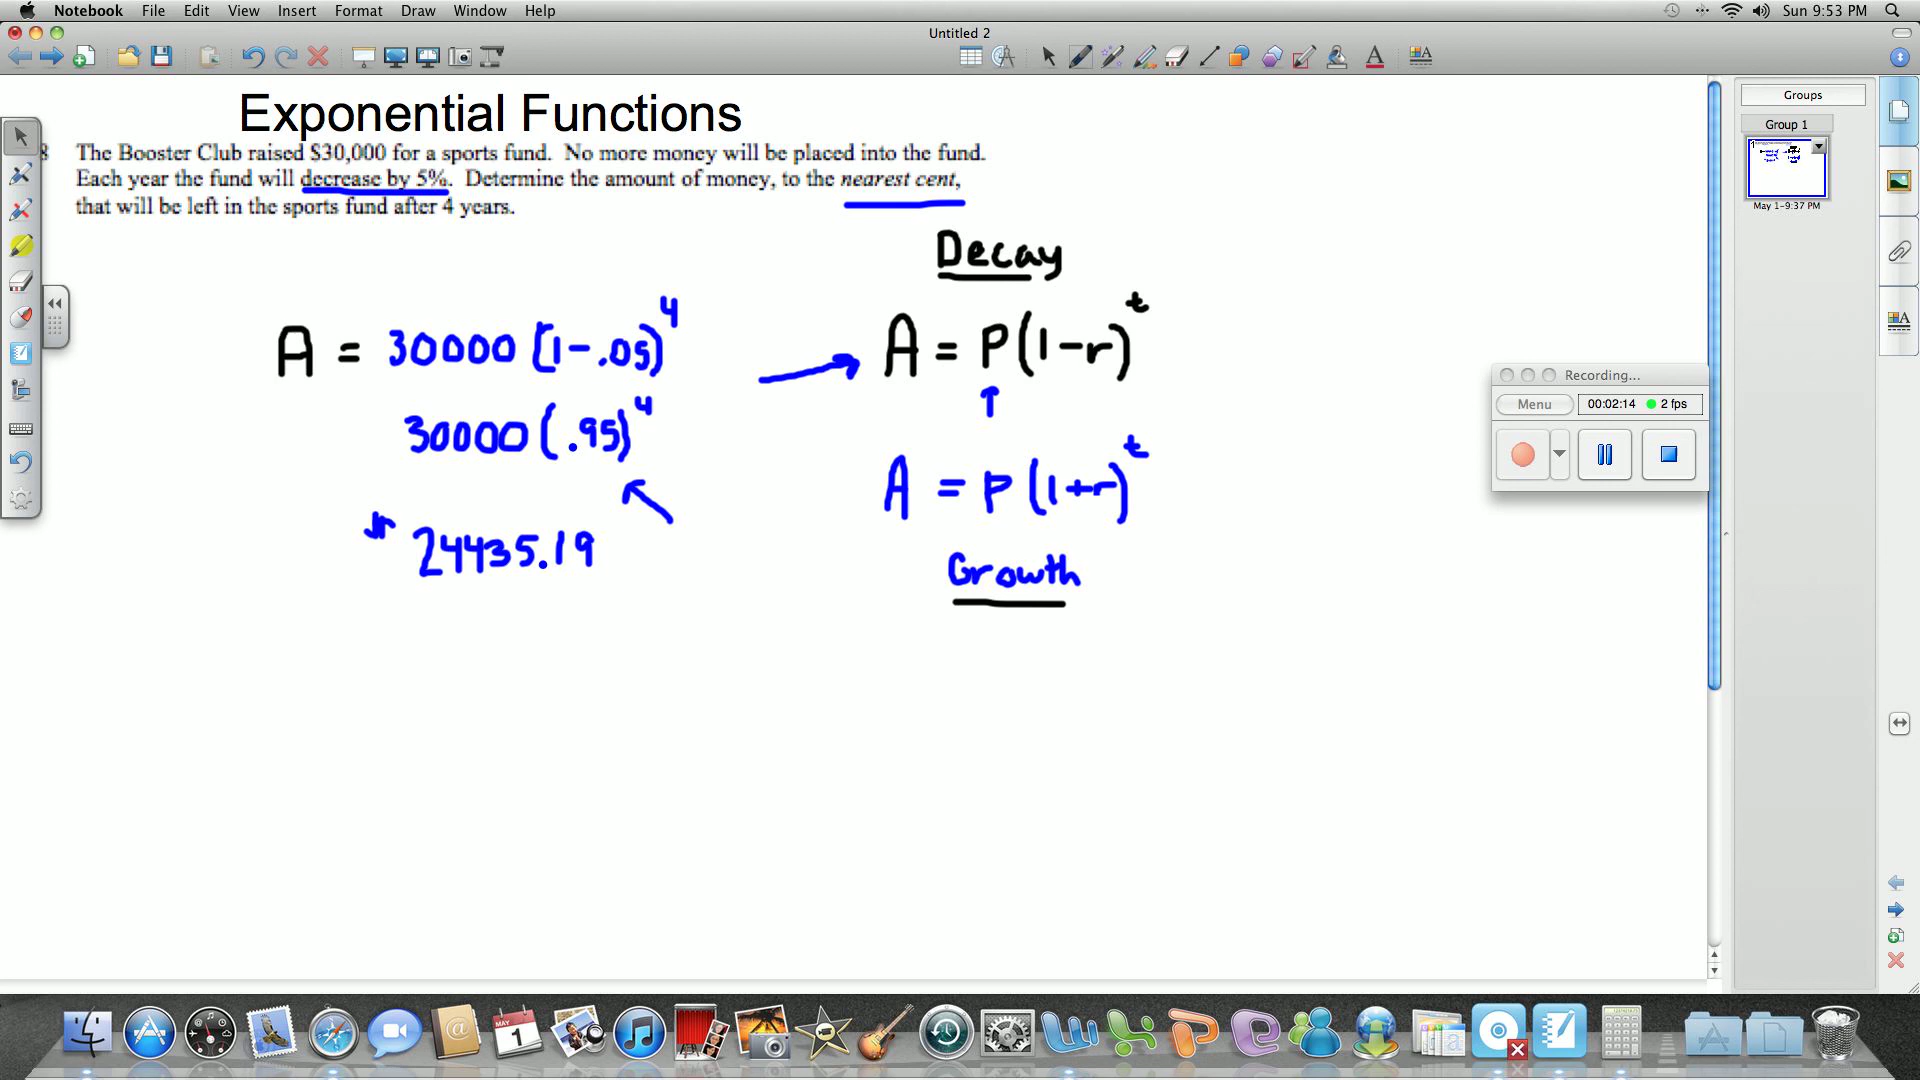 Notebook File Edit View Insert Format Draw Window Help Sun 9:53 PM
Untitled 2
Groups
Group 1
May 1-9:37 PM
Exponential Functions
8 The Booster Club raised $30,000 for a sports fund. No more money will be placed into the fund.
Each year the fund will decrease by 5%. Determine the amount of money, to the nearest cent,
that will be left in the sports fund after 4 years.
Decay
A = 30000 (1-.05)^4
A = P(1-r)^t
30000 (.95)^4
A = P(1+r)^t
$ 24435.19
Growth
Recording...
Menu 00:02:14 2 fps
MAY
1